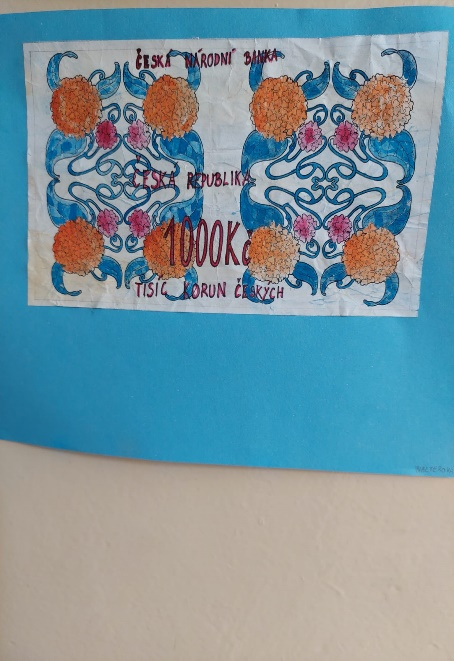 ČESKÁ NÁRODNÍ BANKA
ČESKÁ REPUBLIKA
1000Kč
TISÍC KORUN ČESKÝCH